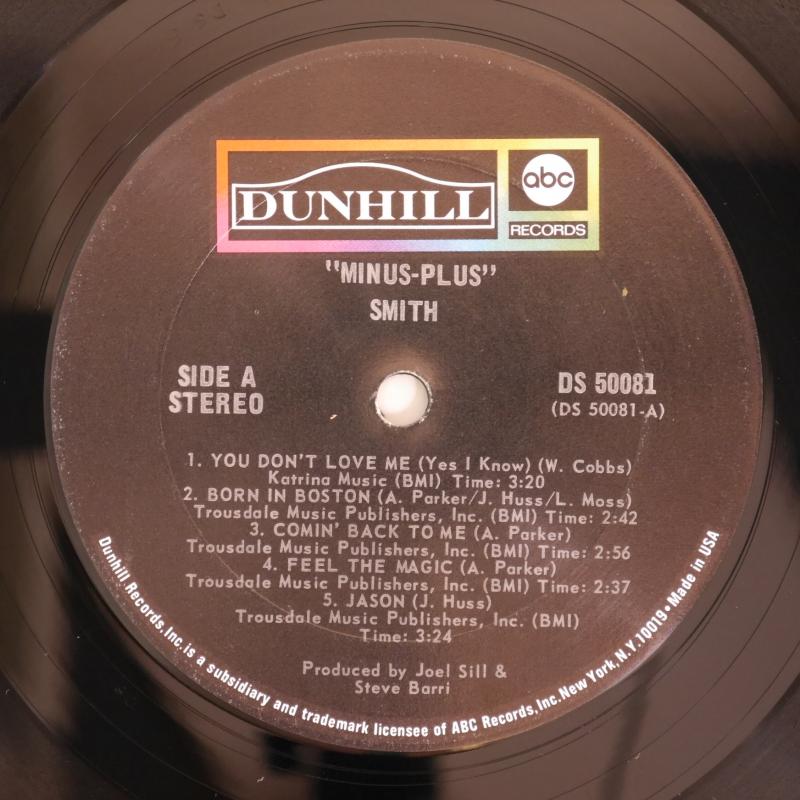 DUNHILL
abc
RECORDS
"MINUS-PLUS"
SMITH
SIDE A
STEREO
DS 50081
(DS 50081-A)
1. YOU DON'T LOVE ME (Yes I Know) (W. Cobbs)
Katrina Music (BMI) Time: 3:20
2. BORN IN BOSTON (A. Parker/J. Huss/L. Moss)
Trousdale Music Publishers, Inc. (BMI) Time: 2:42
3. COMIN' BACK TO ME (A. Parker)
Trousdale Music Publishers, Inc. (BMI) Time: 2:56
4. FEEL THE MAGIC (A. Parker)
Trousdale Music Publishers, Inc. (BMI) Time: 2:37
5. JASON (J. Huss)
Trousdale Music Publishers, Inc. (BMI)
Time: 3:24
Produced by Joel Sill &
Steve Barri
Dunhill Records, Inc. is a subsidiary and trademark licensee of ABC Records, Inc. New York, N.Y. 10019 • Made in USA